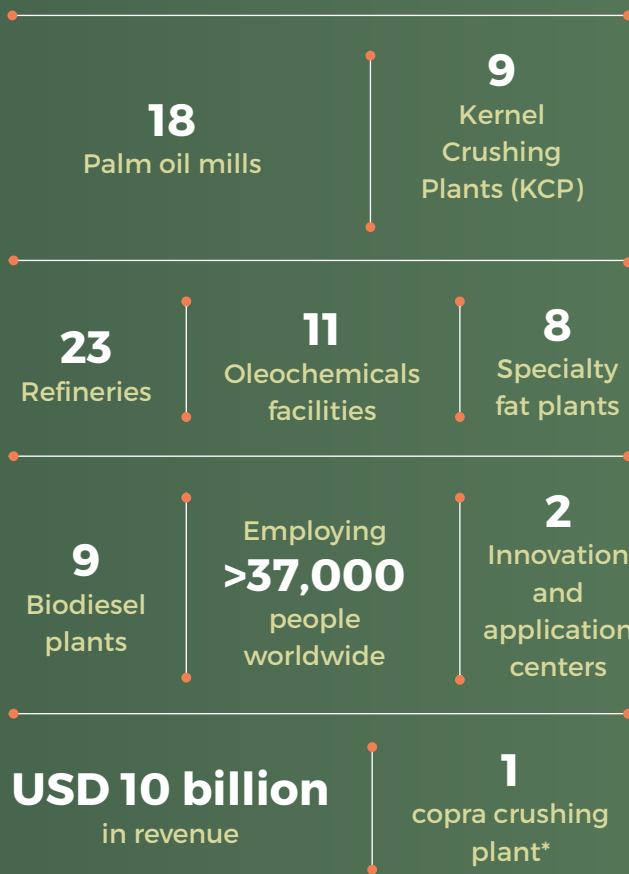 18
Palm oil mills
9
Kernel
Crushing
Plants (KCP)
23
Refineries
11
Oleochemicals
facilities
8
Specialty
fat plants
9
Biodiesel
plants
Employing
>37,000
people
worldwide
2
Innovation
and
application
centers
USD 10 billion
in revenue
1
copra crushing
plant*